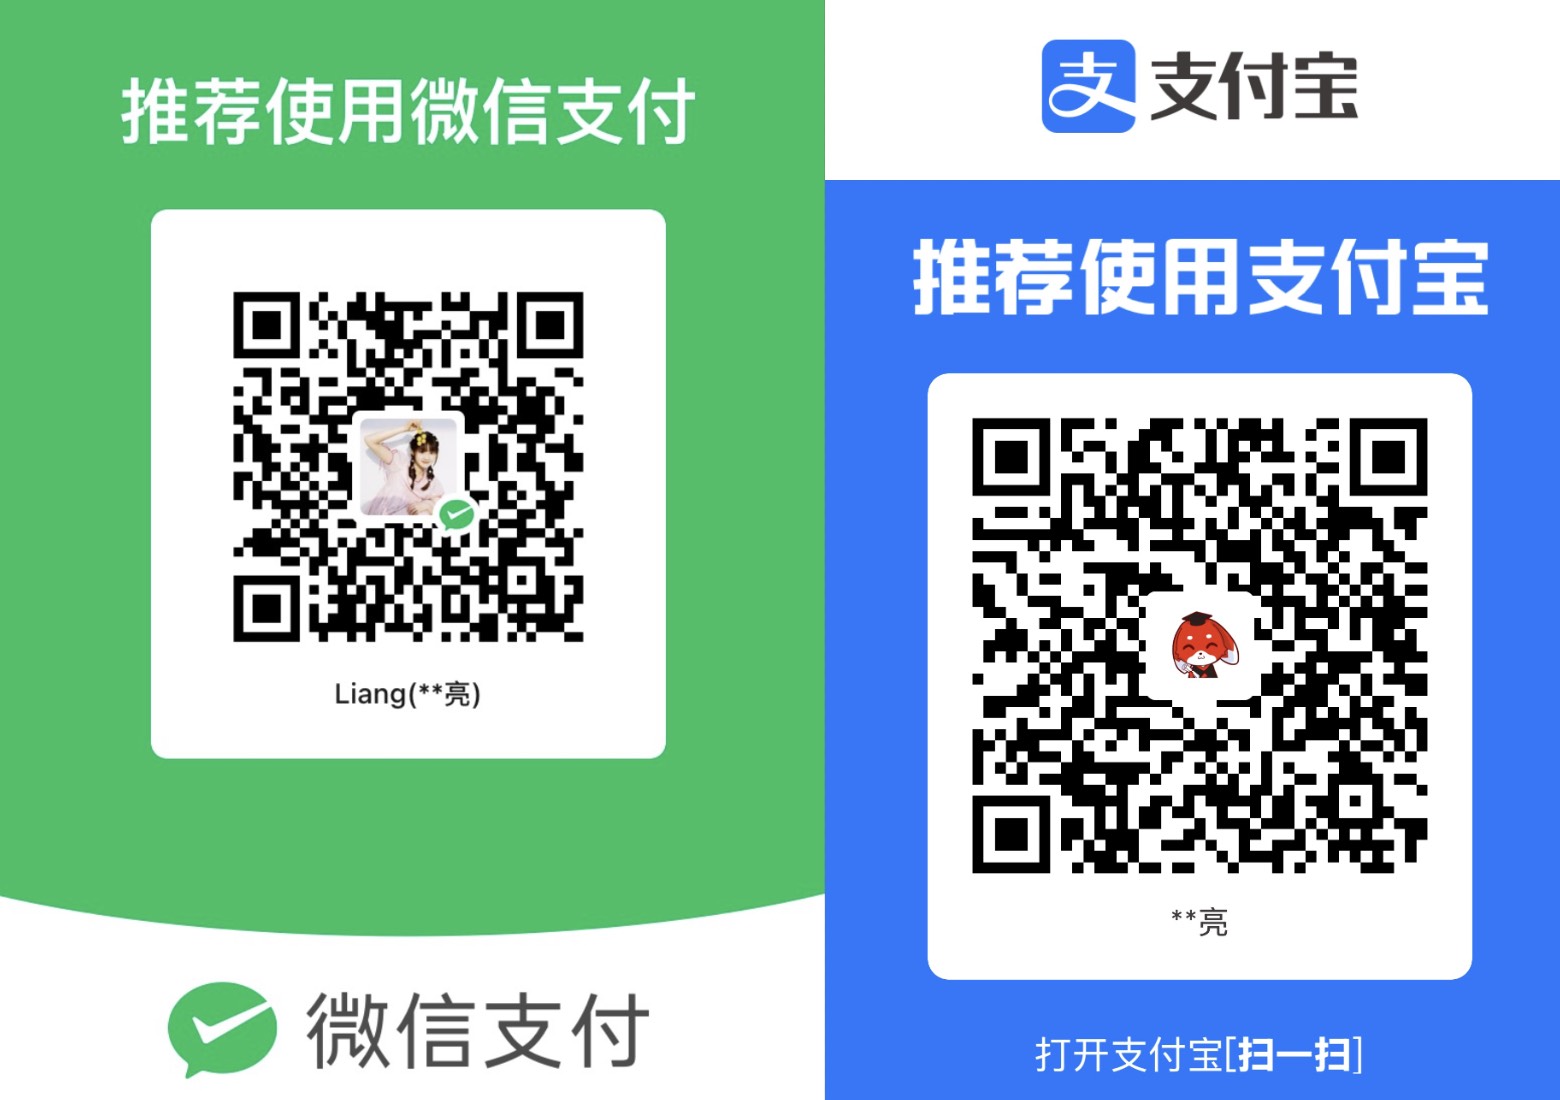 推荐使用微信支付
Liang(**亮)
微信支付
支 支付宝
推荐使用支付宝
**亮
打开支付宝[扫一扫]